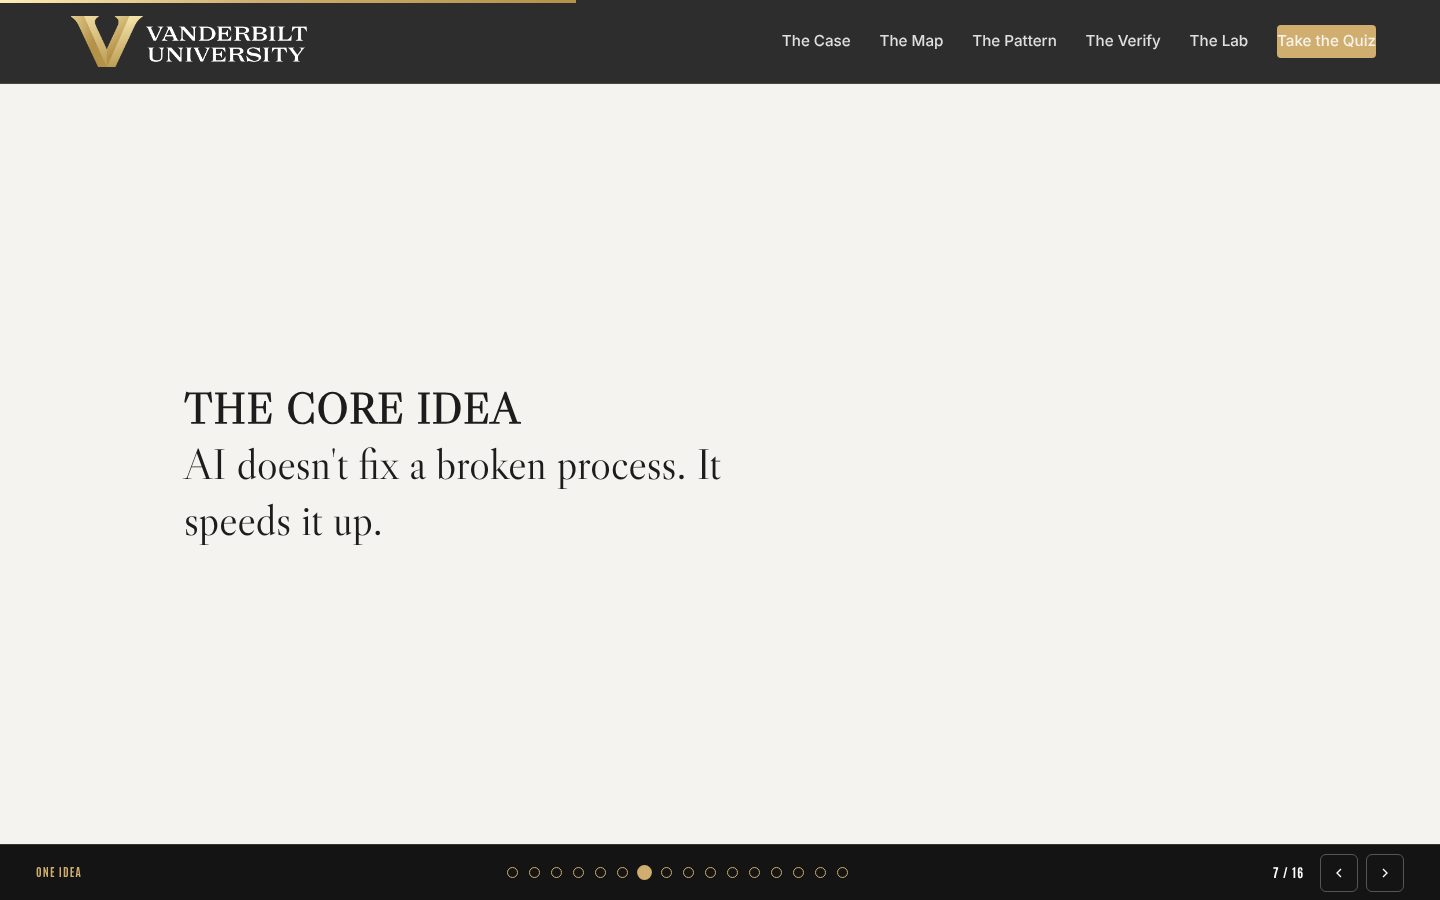 VANDERBILT
UNIVERSITY
The Case
The Map
The Pattern
The Verify
The Lab
Take the Quiz
THE CORE IDEA
AI doesn't fix a broken process. It
speeds it up.
ONE IDEA
7 / 16